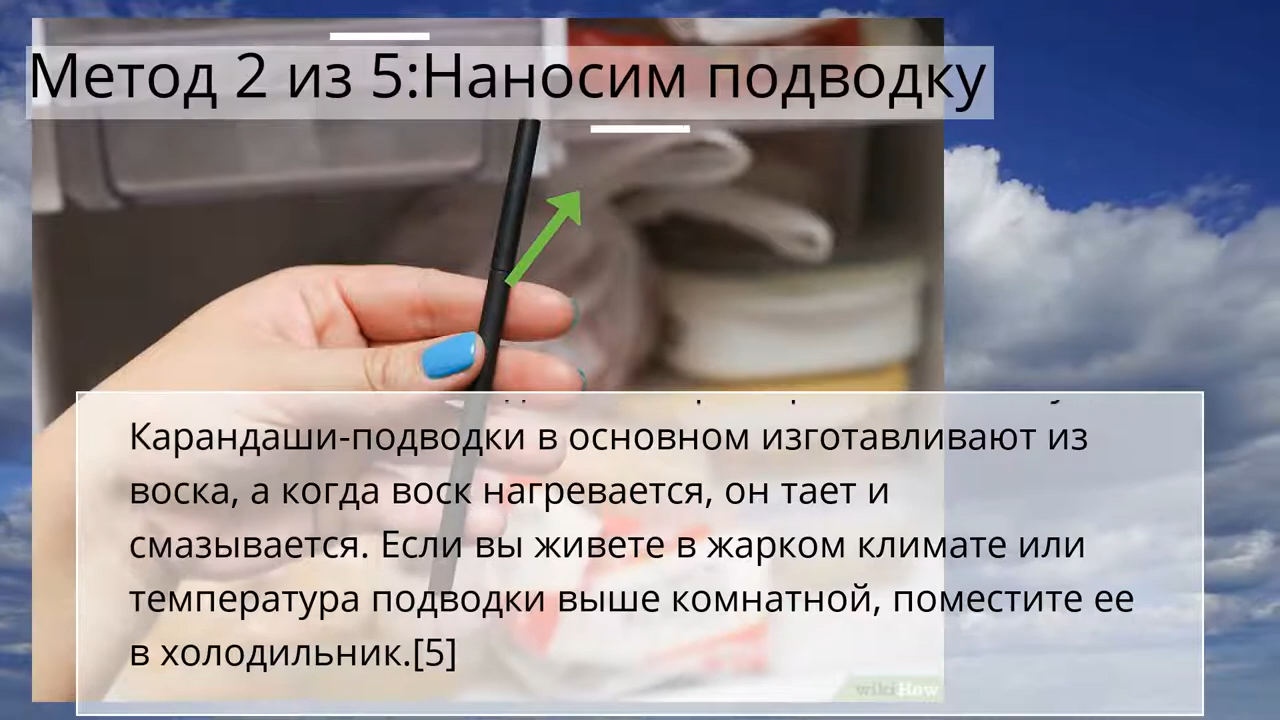 Метод 2 из 5:Наносим подводку
Карандаши-подводки в основном изготавливают из
воска, а когда воск нагревается, он тает и
смазывается. Если вы живете в жарком климате или
температура подводки выше комнатной, поместите ее
в холодильник.[5]
wikiHow